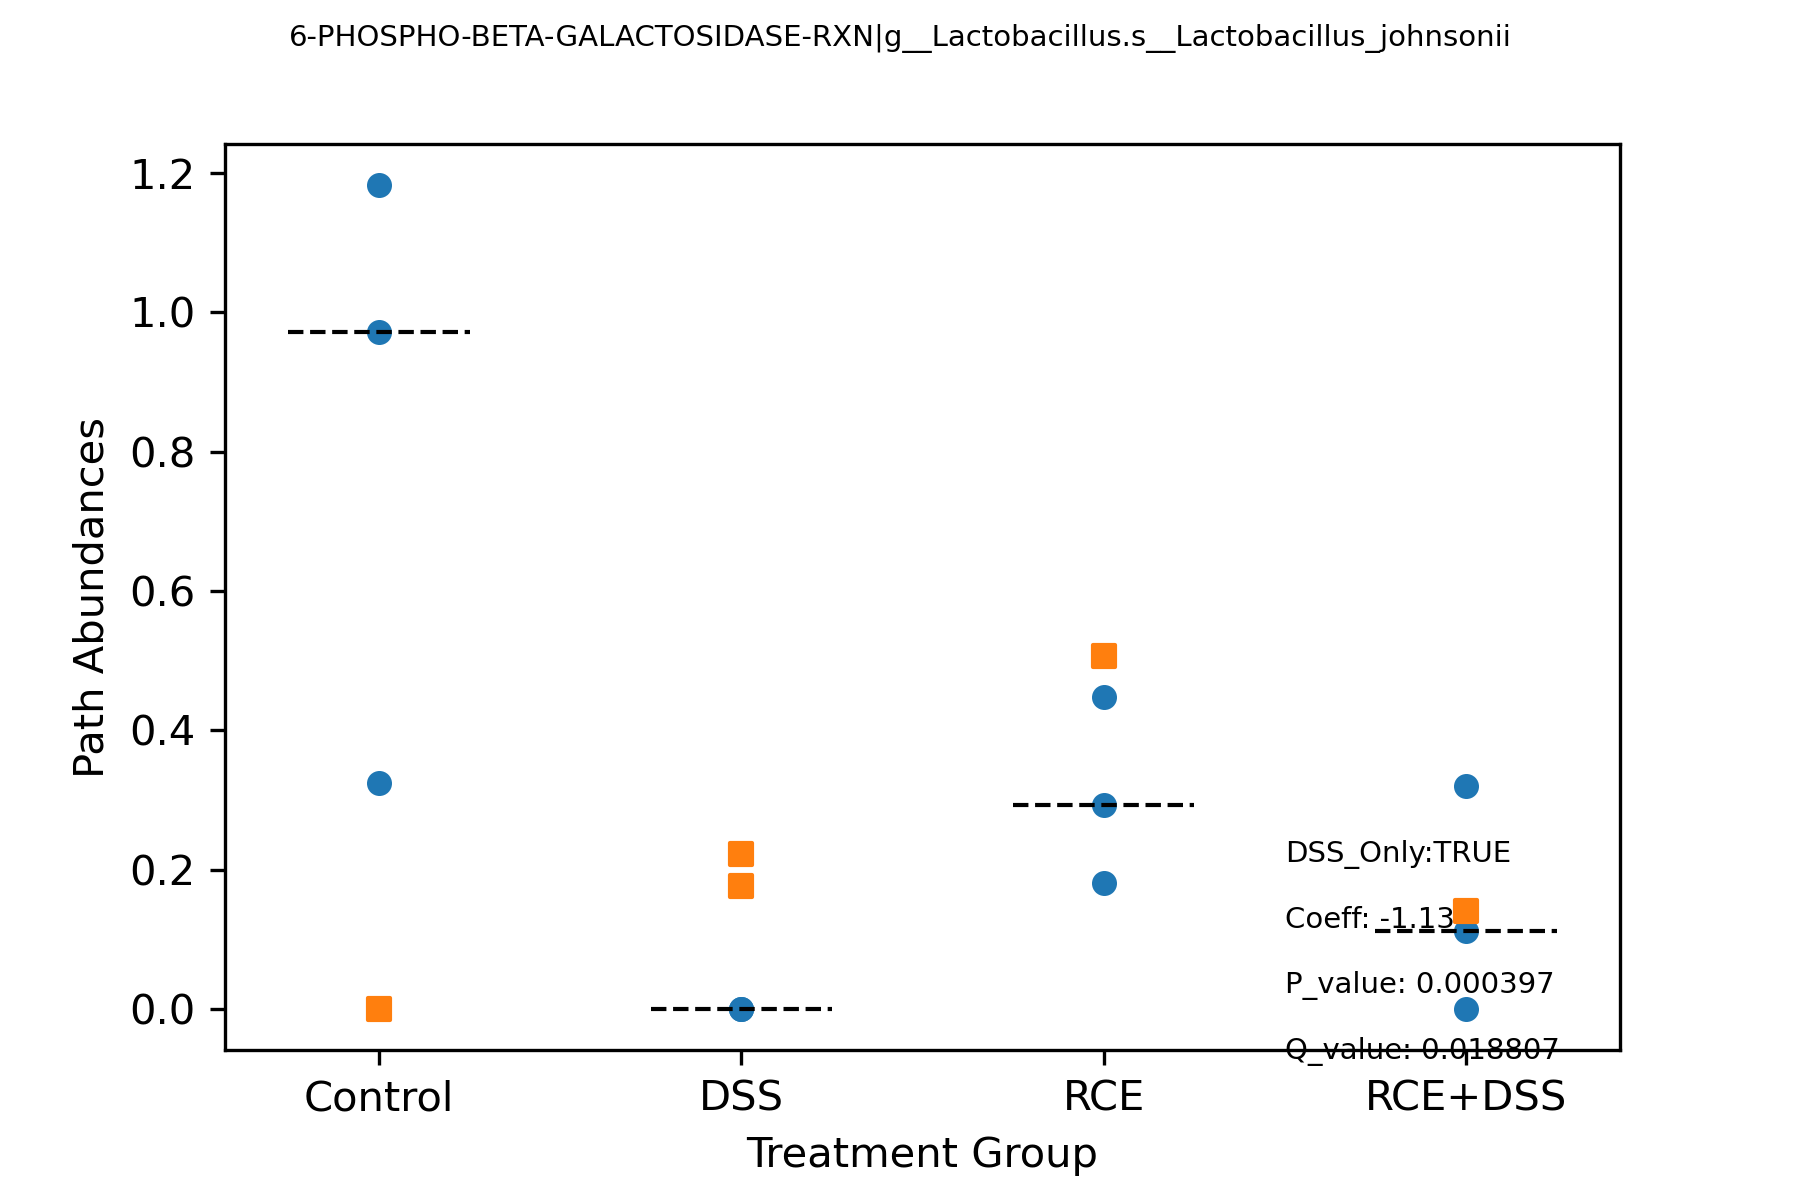 6-PHOSPHO-BETA-GALACTOSIDASE-RXN|g__Lactobacillus.s__Lactobacillus_johnsonii
1.2
1.0
0.8
0.6
0.4
0.2
0.0
Path Abundances
DSS_Only:TRUE
Coeff: -1.13
P_value: 0.000397
Q_value: 0.018807
Control DSS RCE RCE+DSS
Treatment Group